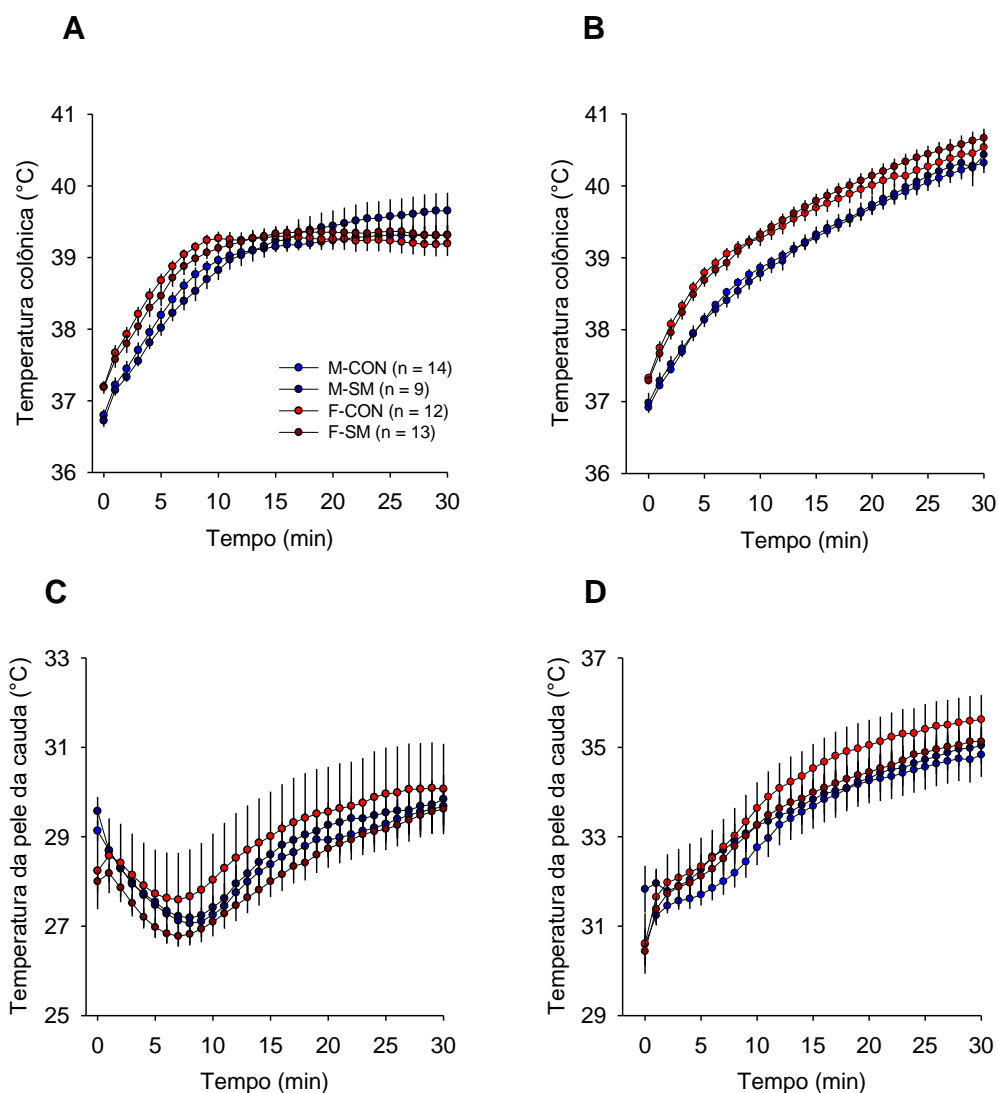 A
B
41
40
39
38
37
36
Temperatura colônica (°C)
M-CON (n = 14)
M-SM (n = 9)
F-CON (n = 12)
F-SM (n = 13)
0 5 10 15 20 25 30
Tempo (min)
41
40
39
38
37
36
Temperatura colônica (°C)
0 5 10 15 20 25 30
Tempo (min)
C
D
33
31
29
27
25
Temperatura da pele da cauda (°C)
0 5 10 15 20 25 30
Tempo (min)
37
35
33
31
29
Temperatura da pele da cauda (°C)
0 5 10 15 20 25 30
Tempo (min)